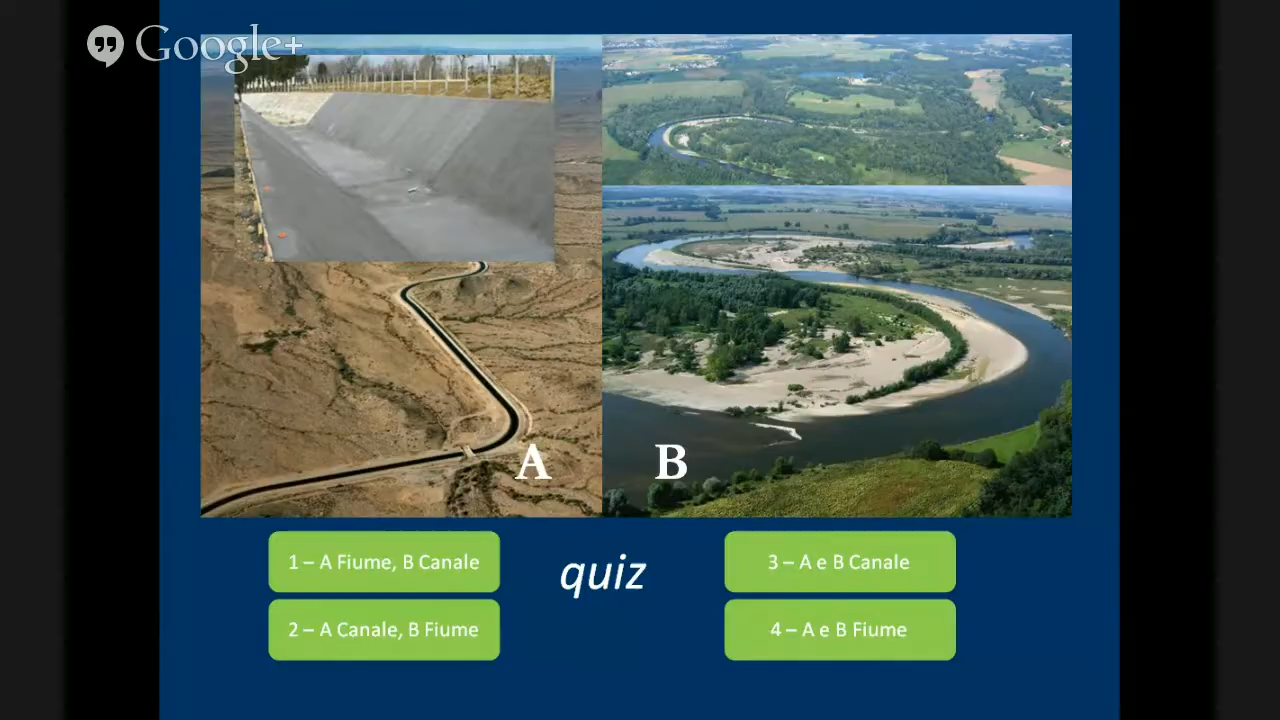 Google+
A
B
1 – A Fiume, B Canale
2 – A Canale, B Fiume
quiz
3 – A e B Canale
4 – A e B Fiume